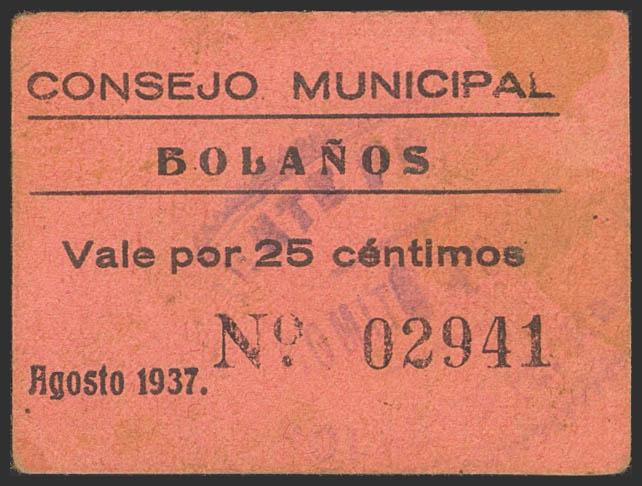 CONSEJO MUNICIPAL
BOLAÑOS
Vale por 25 céntimos
Nº 02941
Agosto 1937.